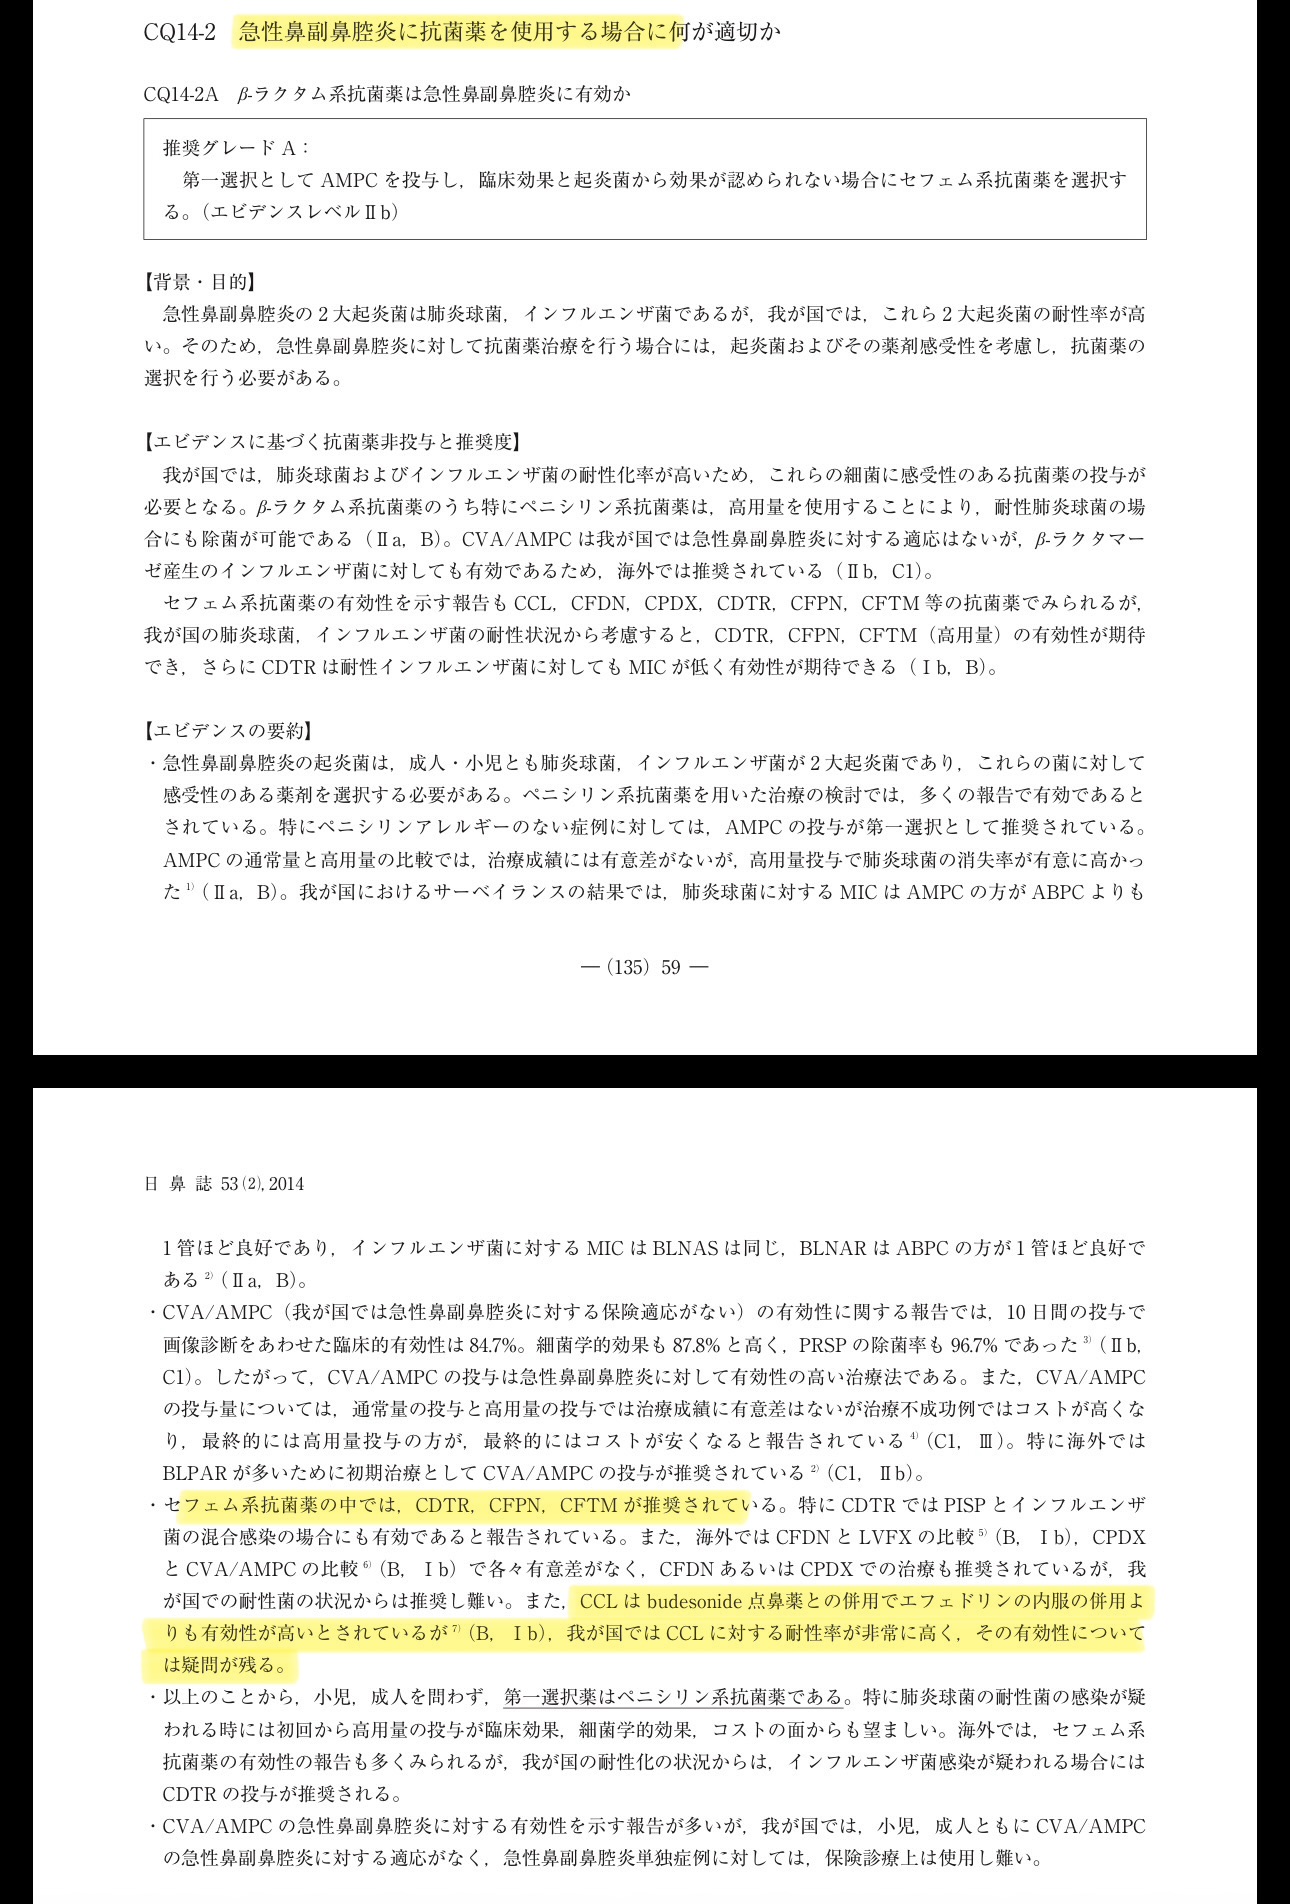 CQ14-2 急性鼻副鼻腔炎に抗菌薬を使用する場合に何が適切か
CQ14-2A β-ラクタム系抗菌薬は急性鼻副鼻腔炎に有効か
推奨グレード A：
第一選択として AMPC を投与し，臨床効果と起炎菌から効果が認められない場合にセフェム系抗菌薬を選択す
る。（エビデンスレベルⅡb）
【背景・目的】
急性鼻副鼻腔炎の 2 大起炎菌は肺炎球菌，インフルエンザ菌であるが，我が国では，これら 2 大起炎菌の耐性率が高
い。そのため，急性鼻副鼻腔炎に対して抗菌薬治療を行う場合には，起炎菌およびその薬剤感受性を考慮し，抗菌薬の
選択を行う必要がある。
【エビデンスに基づく抗菌薬非投与と推奨度】
我が国では，肺炎球菌およびインフルエンザ菌の耐性化率が高いため，これらの細菌に感受性のある抗菌薬の投与が
必要となる。β-ラクタム系抗菌薬のうち特にペニシリン系抗菌薬は，高用量を使用することにより，耐性肺炎球菌の場
合にも除菌が可能である（Ⅱa，B）。CVA/AMPC は我が国では急性鼻副鼻腔炎に対する適応はないが，β-ラクタマー
ゼ産生のインフルエンザ菌に対しても有効であるため，海外では推奨されている（Ⅱb，C1）。
セフェム系抗菌薬の有効性を示す報告も CCL，CFDN，CPDX，CDTR，CFPN，CFTM 等の抗菌薬でみられるが，
我が国の肺炎球菌，インフルエンザ菌の耐性状況から考慮すると，CDTR，CFPN，CFTM（高用量）の有効性が期待
でき，さらに CDTR は耐性インフルエンザ菌に対しても MIC が低く有効性が期待できる（Ⅰb，B）。
【エビデンスの要約】
・急性鼻副鼻腔炎の起炎菌は，成人・小児とも肺炎球菌，インフルエンザ菌が 2 大起炎菌であり，これらの菌に対して
感受性のある薬剤を選択する必要がある。ペニシリン系抗菌薬を用いた治療の検討では，多くの報告で有効であると
されている。特にペニシリンアレルギーのない症例に対しては，AMPC の投与が第一選択として推奨されている。
AMPC の通常量と高用量の比較では，治療成績には有意差がないが，高用量投与で肺炎球菌の消失率が有意に高かっ
た 1)（Ⅱa，B）。我が国におけるサーベイランスの結果では，肺炎球菌に対する MIC は AMPC の方が ABPC よりも
—（135）59 —
日 鼻 誌 53 (2), 2014
1 管ほど良好であり，インフルエンザ菌に対する MIC は BLNAS は同じ，BLNAR は ABPC の方が 1 管ほど良好で
ある 2)（Ⅱa，B）。
・CVA/AMPC（我が国では急性鼻副鼻腔炎に対する保険適応がない）の有効性に関する報告では，10 日間の投与で
画像診断をあわせた臨床的有効性は 84.7%。細菌学的効果も 87.8% と高く，PRSP の除菌率も 96.7% であった 3)（Ⅱb，
C1）。したがって，CVA/AMPC の投与は急性鼻副鼻腔炎に対して有効性の高い治療法である。また，CVA/AMPC
の投与量については，通常量の投与と高用量の投与では治療成績に有意差はないが治療不成功例ではコストが高くな
り，最終的には高用量投与の方が，最終的にはコストが安くなると報告されている 4)（C1，Ⅲ）。特に海外では
BLPAR が多いために初期治療として CVA/AMPC の投与が推奨されている 2)（C1，Ⅱb）。
・セフェム系抗菌薬の中では，CDTR，CFPN，CFTM が推奨されている。特に CDTR では PISP とインフルエンザ
菌の混合感染の場合にも有効であると報告されている。また，海外では CFDN と LVFX の比較 5)（B，Ⅰb），CPDX
と CVA/AMPC の比較 6)（B，Ⅰb）で各々有意差がなく，CFDN あるいは CPDX での治療も推奨されているが，我
が国での耐性菌の状況からは推奨し難い。また，CCL は budesonide 点鼻薬との併用でエフェドリンの内服の併用よ
りも有効性が高いとされているが 7)（B，Ⅰb），我が国では CCL に対する耐性率が非常に高く，その有効性について
は疑問が残る。
・以上のことから，小児，成人を問わず，第一選択薬はペニシリン系抗菌薬である。特に肺炎球菌の耐性菌の感染が疑
われる時には初回から高用量の投与が臨床効果，細菌学的効果，コストの面からも望ましい。海外では，セフェム系
抗菌薬の有効性の報告も多くみられるが，我が国の耐性化の状況からは，インフルエンザ菌感染が疑われる場合には
CDTR の投与が推奨される。
・CVA/AMPC の急性鼻副鼻腔炎に対する有効性を示す報告が多いが，我が国では，小児，成人ともに CVA/AMPC
の急性鼻副鼻腔炎に対する適応がなく，急性鼻副鼻腔炎単独症例に対しては，保険診療上は使用し難い。